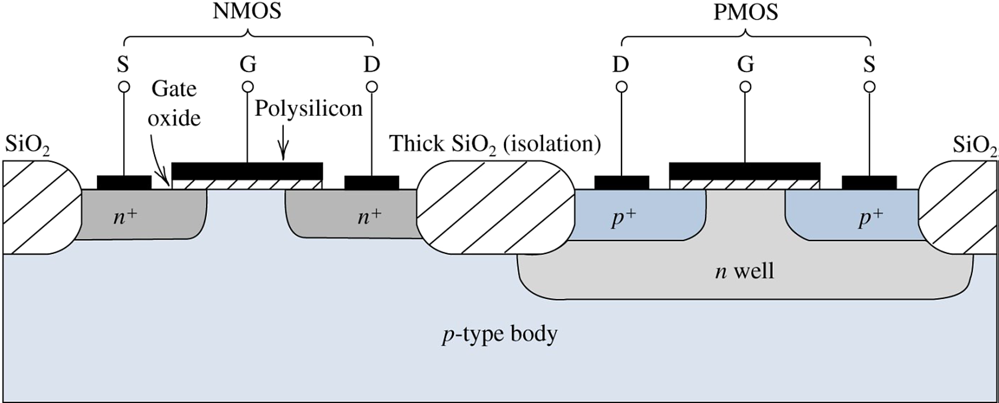 NMOS
PMOS
S G D
D G S
Gate
oxide
Polysilicon
SiO₂
Thick SiO₂ (isolation)
SiO₂
n⁺
n⁺
p⁺
p⁺
n well
p-type body